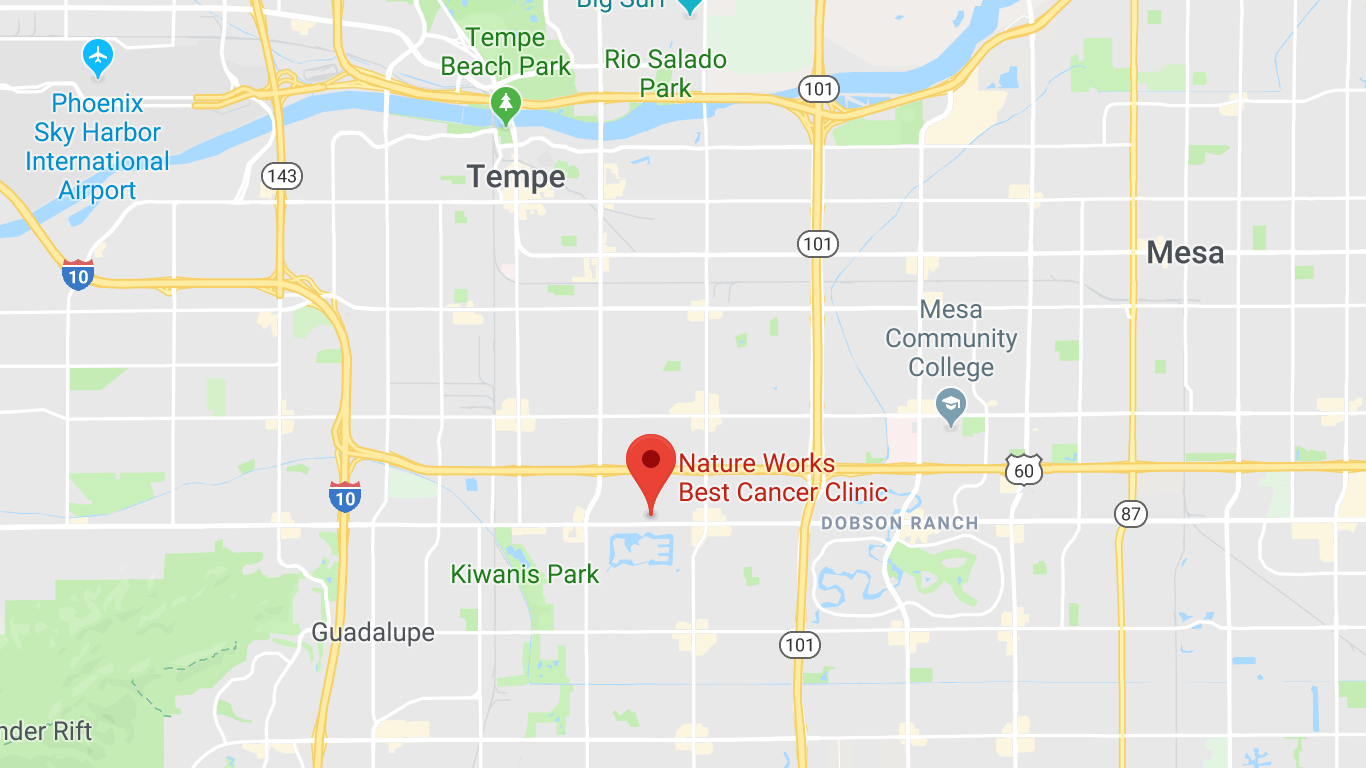 Big Surf
Tempe
Beach Park
Rio Salado
Park
101
Phoenix
Sky Harbor
International
Airport
143
Tempe
101
Mesa
10
Mesa
Community
College
Nature Works
Best Cancer Clinic
60
10
87
DOBSON RANCH
Kiwanis Park
Guadalupe
101
nder Rift